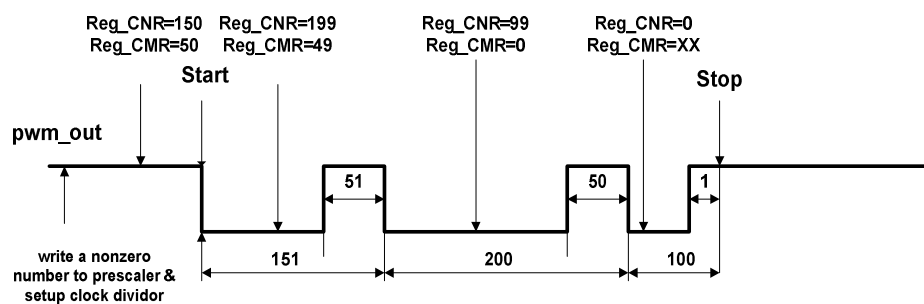 Reg_CNR=150
Reg_CMR=50
Reg_CNR=199
Reg_CMR=49
Reg_CNR=99
Reg_CMR=0
Reg_CNR=0
Reg_CMR=XX
Start
Stop
pwm_out
51
50
1
write a nonzero
number to prescaler &
setup clock dividor
151
200
100